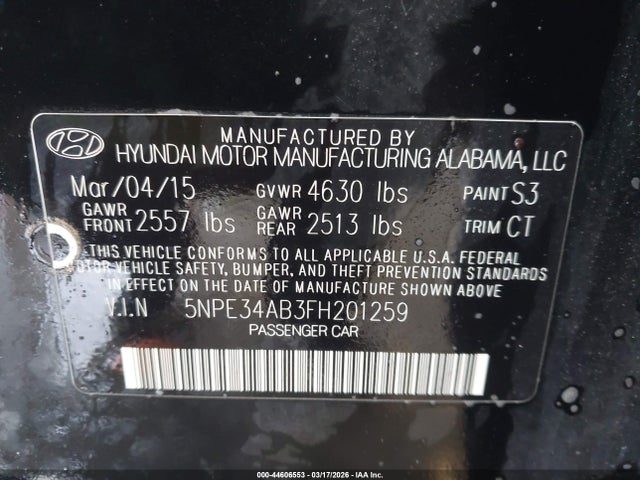 MANUFACTURED BY
HYUNDAI MOTOR MANUFACTURING ALABAMA, LLC
Mar/04/15 GVWR 4630 lbs PAINT S3
GAWR FRONT 2557 lbs GAWR REAR 2513 lbs TRIM CT
THIS VEHICLE CONFORMS TO ALL APPLICABLE U.S.A. FEDERAL
MOTOR VEHICLE SAFETY, BUMPER, AND THEFT PREVENTION
STANDARDS IN EFFECT ON THE DATE OF MANUFACTURE SHOWN ABOVE.
V.I.N 5NPE34AB3FH201259
PASSENGER CAR
000-44606553 | 03/17/2026 | IAA Inc.